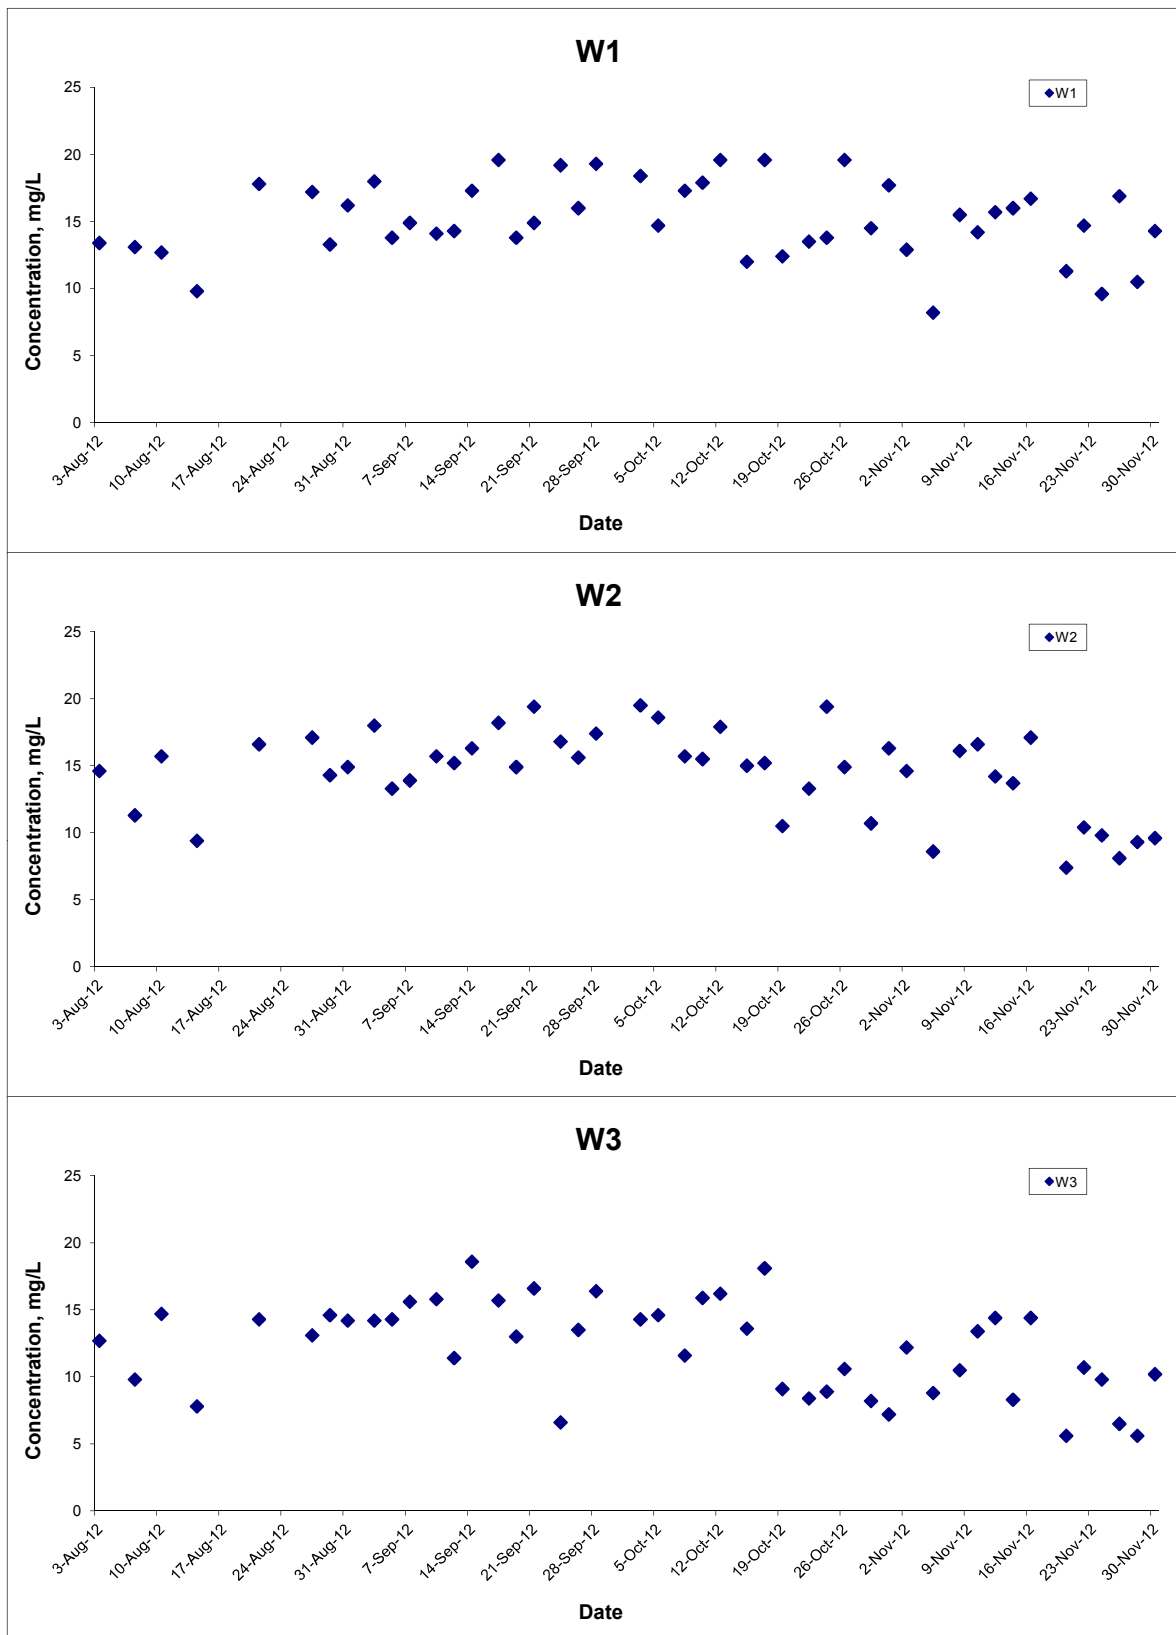 W1
W1
Concentration, mg/L
25
20
15
10
5
0
3-Aug-12
10-Aug-12
17-Aug-12
24-Aug-12
31-Aug-12
7-Sep-12
14-Sep-12
21-Sep-12
28-Sep-12
5-Oct-12
12-Oct-12
19-Oct-12
26-Oct-12
2-Nov-12
9-Nov-12
16-Nov-12
23-Nov-12
30-Nov-12
Date
W2
W2
Concentration, mg/L
25
20
15
10
5
0
3-Aug-12
10-Aug-12
17-Aug-12
24-Aug-12
31-Aug-12
7-Sep-12
14-Sep-12
21-Sep-12
28-Sep-12
5-Oct-12
12-Oct-12
19-Oct-12
26-Oct-12
2-Nov-12
9-Nov-12
16-Nov-12
23-Nov-12
30-Nov-12
Date
W3
W3
Concentration, mg/L
25
20
15
10
5
0
3-Aug-12
10-Aug-12
17-Aug-12
24-Aug-12
31-Aug-12
7-Sep-12
14-Sep-12
21-Sep-12
28-Sep-12
5-Oct-12
12-Oct-12
19-Oct-12
26-Oct-12
2-Nov-12
9-Nov-12
16-Nov-12
23-Nov-12
30-Nov-12
Date